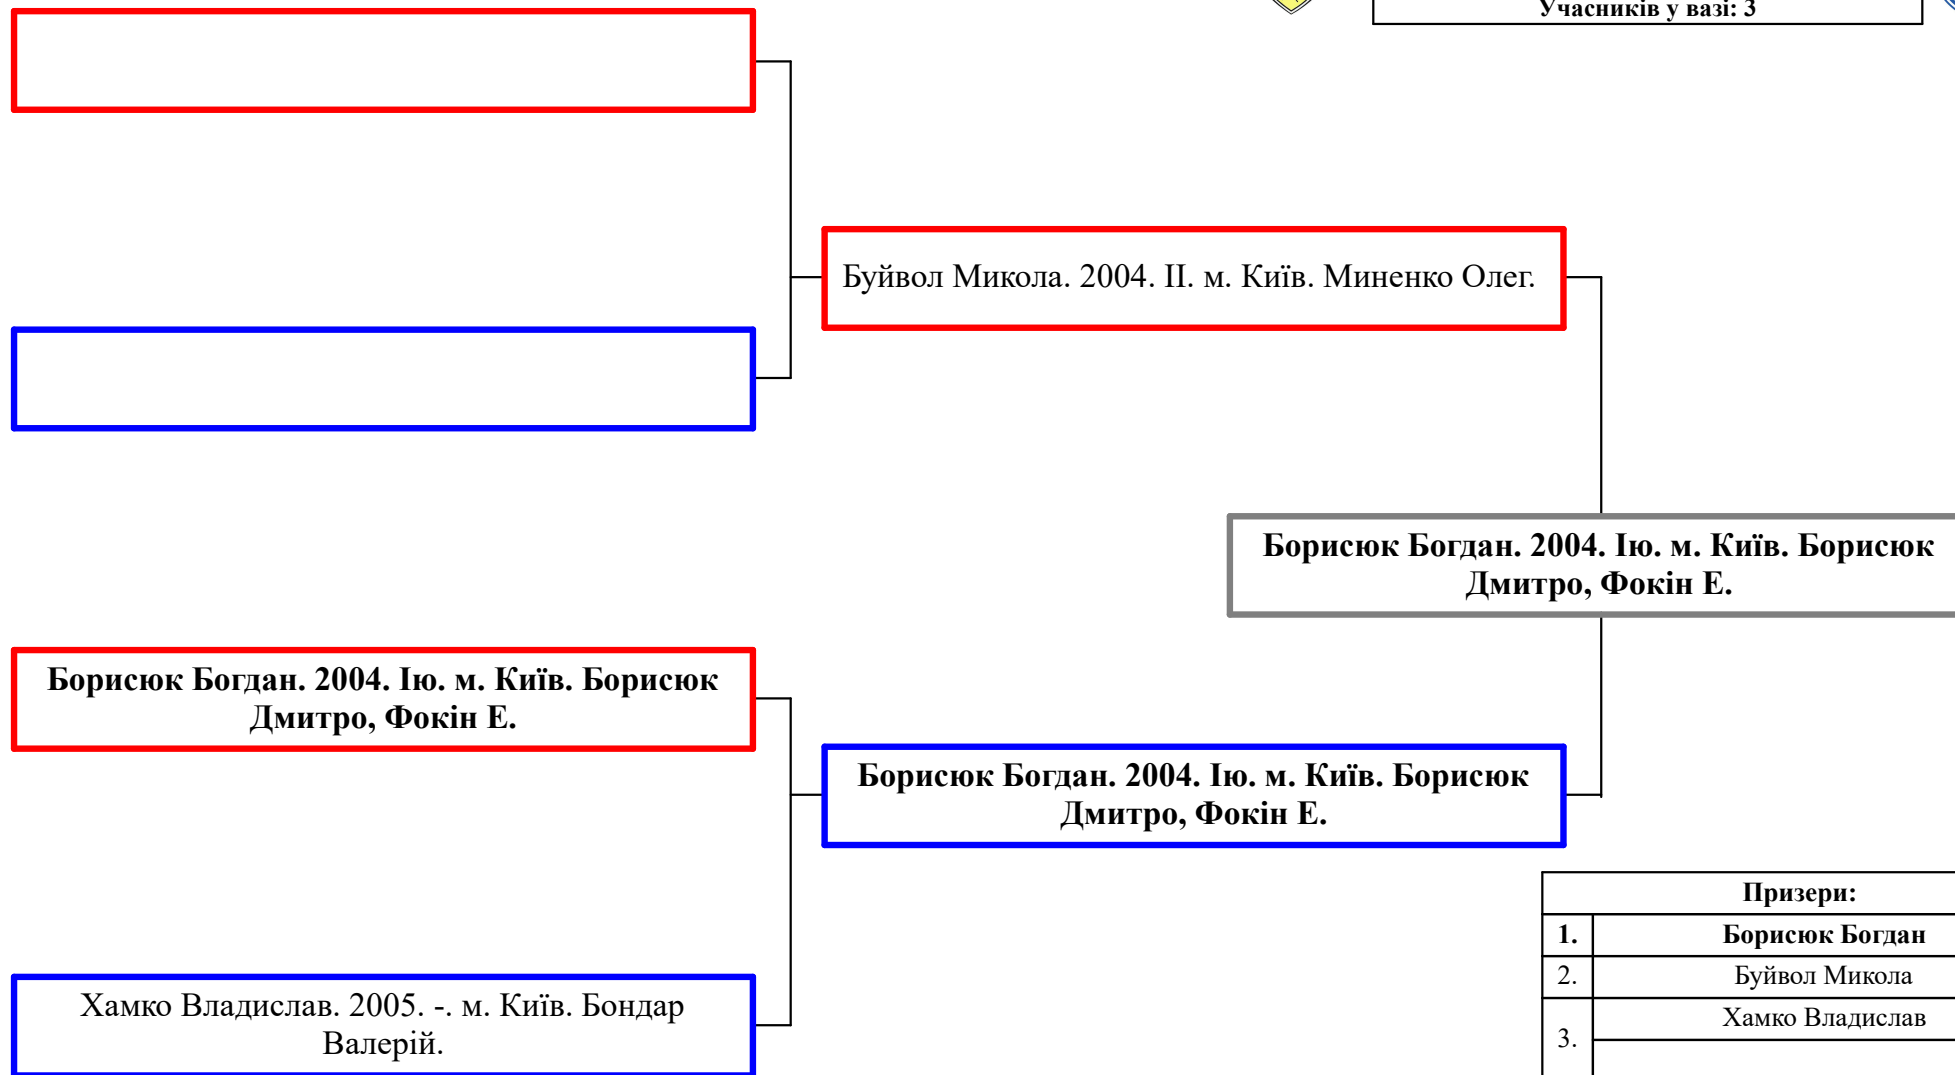 Учасників у вазі: 3
Буйвол Микола. 2004. II. м. Київ. Миненко Олег.
Борисюк Богдан. 2004. Ію. м. Київ. Борисюк
Дмитро, Фокін Е.
Борисюк Богдан. 2004. Ію. м. Київ. Борисюк
Дмитро, Фокін Е.
Борисюк Богдан. 2004. Ію. м. Київ. Борисюк
Дмитро, Фокін Е.
Хамко Владислав. 2005. -. м. Київ. Бондар
Валерій.
Призери:
1. Борисюк Богдан
2. Буйвол Микола
3. Хамко Владислав